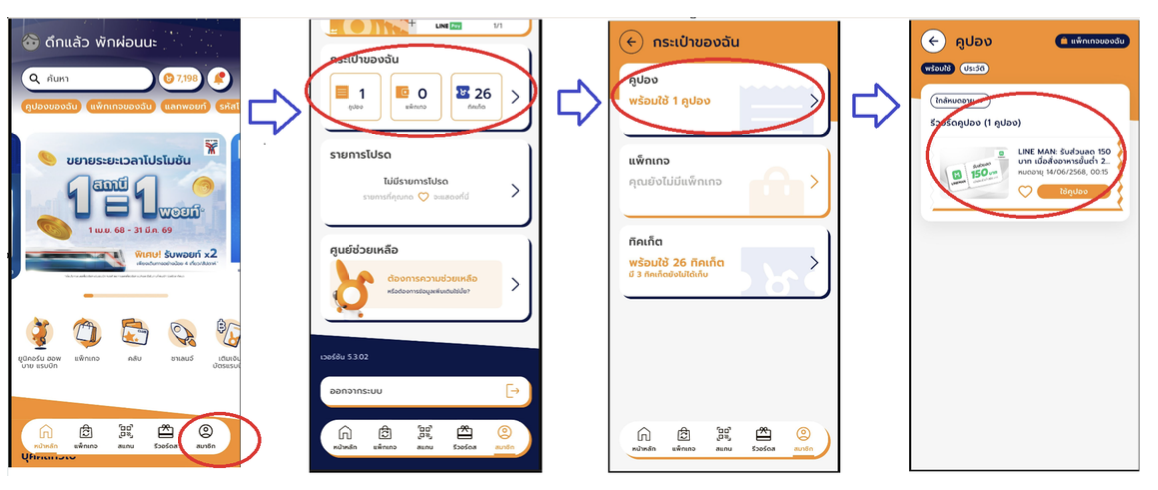 ดึกแล้ว พักผ่อนนะ
ค้นหา
7,198
คูปองของฉัน
แพ็กเกจของฉัน
แลกพอยท์
รหัสโ
ขยายระยะเวลาโปรโมชัน
1 สถานี = 1 พอยท์
1 เม.ย. 68 - 31 มี.ค. 69
พิเศษ! รับพอยท์ x2
ยูนิคอร์น ออฟ
บาย แรบบิท
แพ็กเกจ
คลับ
ชาเลนจ์
เติมเงิน
บัตรแรบบิ
หน้าหลัก
แพ็กเกจ
สแกน
รีวอร์ดส
สมาชิก
LINE Pay
1/1
กระเป๋าของฉัน
1
คูปอง
0
แพ็กเกจ
26
ทิคเก็ต
รายการโปรด
ไม่มีรายการโปรด
รายการที่คุณกด
จะแสดงที่นี่
ศูนย์ช่วยเหลือ
ต้องการความช่วยเหลือ
หรือต้องการข้อมูลเพิ่มเติมใช่มั้ย?
เวอร์ชัน 5.3.02
ออกจากระบบ
หน้าหลัก
แพ็กเกจ
สแกน
รีวอร์ดส
สมาชิก
กระเป๋าของฉัน
คูปอง
พร้อมใช้ 1 คูปอง
แพ็กเกจ
คุณยังไม่มีแพ็กเกจ
ทิคเก็ต
พร้อมใช้ 26 ทิคเก็ต
มี 3 ทิคเก็ตยังไม่ได้เก็บ
หน้าหลัก
แพ็กเกจ
สแกน
รีวอร์ดส
สมาชิก
คูปอง
แพ็กเกจของฉัน
พร้อมใช้
ประวัติ
ใกล้หมดอายุ
รีวอร์ดคูปอง (1 คูปอง)
LINE MAN: รับส่วนลด 150
บาท เมื่อสั่งอาหารขั้นต่ำ 2...
หมดอายุ 14/06/2568, 00:15
รับส่วนลด
150
ใช้คูปอง